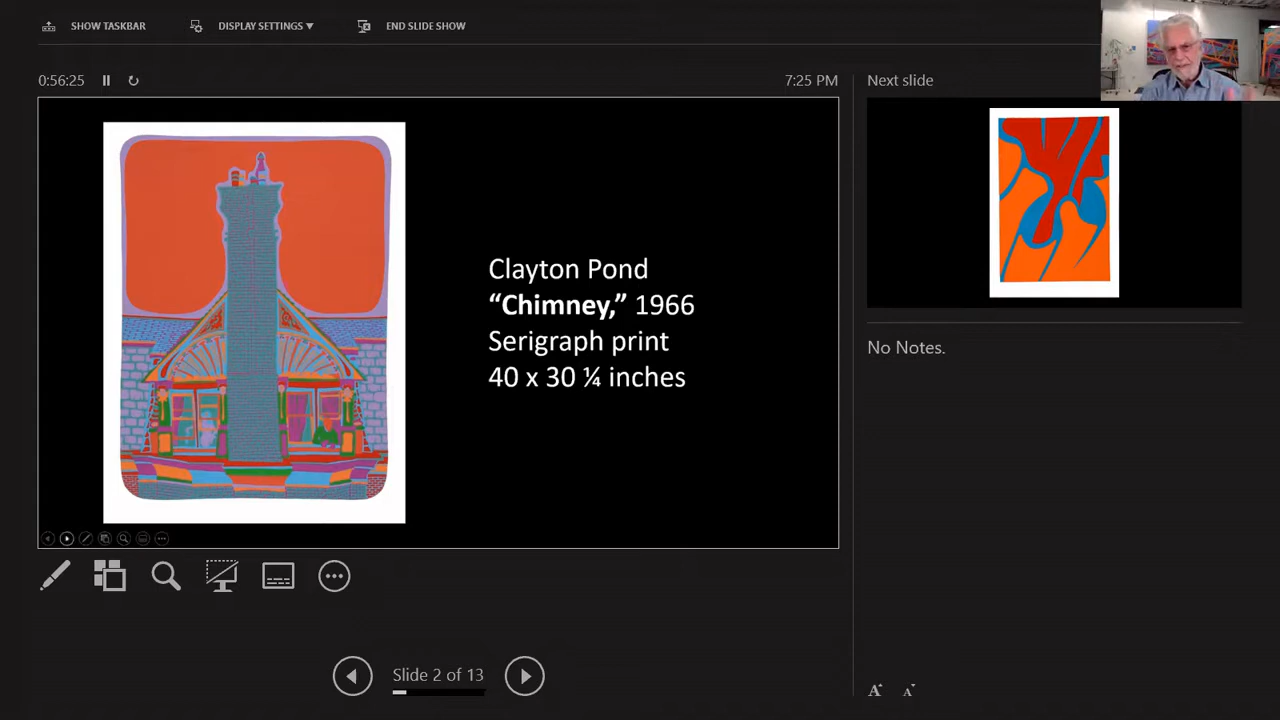 SHOW TASKBAR
DISPLAY SETTINGS ▼
END SLIDE SHOW
0:56:25
7:25 PM
Next slide
Clayton Pond
“Chimney,” 1966
Serigraph print
40 x 30 ¼ inches
No Notes.
Slide 2 of 13
A A